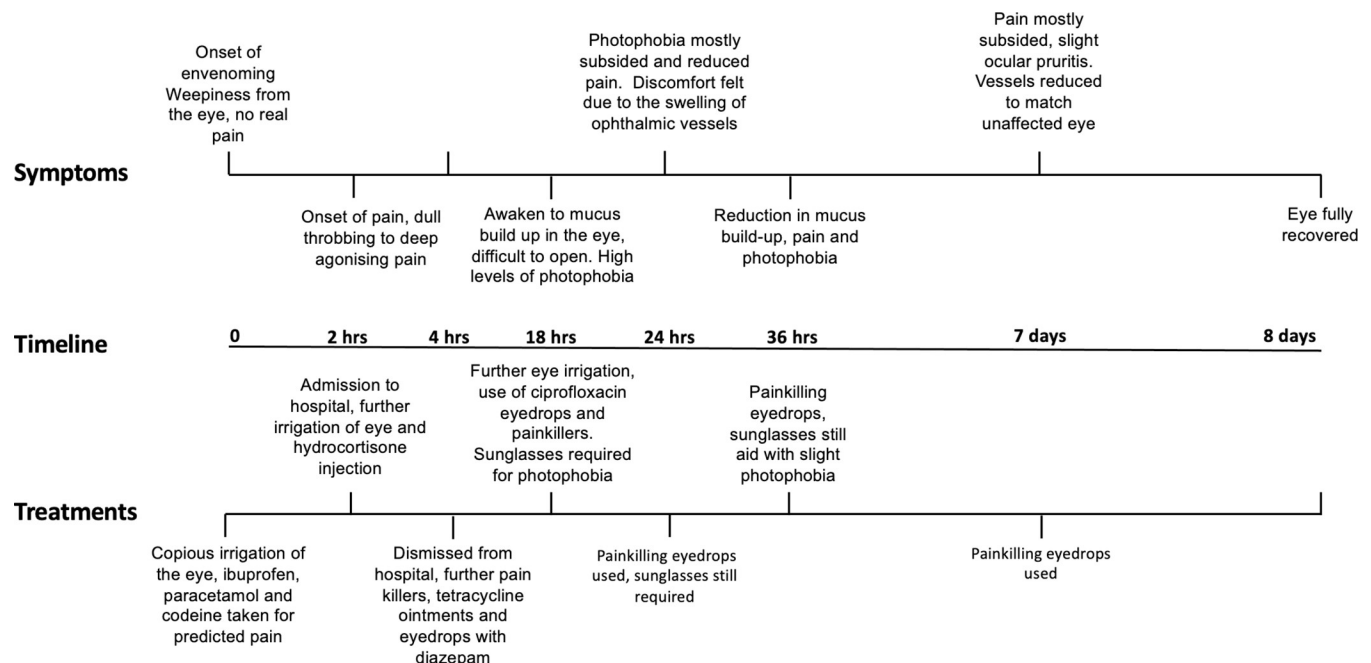 Onset of
envenoming
Weepiness from
the eye, no real
pain
Photophobia mostly
subsided and reduced
pain.  Discomfort felt
due to the swelling of
ophthalmic vessels
Pain mostly
subsided, slight
ocular pruritis.
Vessels reduced
to match
unaffected eye
Symptoms
Onset of pain, dull
throbbing to deep
agonising pain
Awaken to mucus
build up in the eye,
difficult to open. High
levels of photophobia
Reduction in mucus
build-up, pain and
photophobia
Eye fully
recovered
Timeline
0 2 hrs 4 hrs 18 hrs 24 hrs 36 hrs 7 days 8 days
Admission to
hospital, further
irrigation of eye and
hydrocortisone
injection
Further eye irrigation,
use of ciprofloxacin
eyedrops and
painkillers.
Sunglasses required
for photophobia
Painkilling
eyedrops,
sunglasses still
aid with slight
photophobia
Treatments
Copious irrigation of
the eye, ibuprofen,
paracetamol and
codeine taken for
predicted pain
Dismissed from
hospital, further pain
killers, tetracycline
ointments and
eyedrops with
diazepam
Painkilling eyedrops
used, sunglasses still
required
Painkilling eyedrops
used